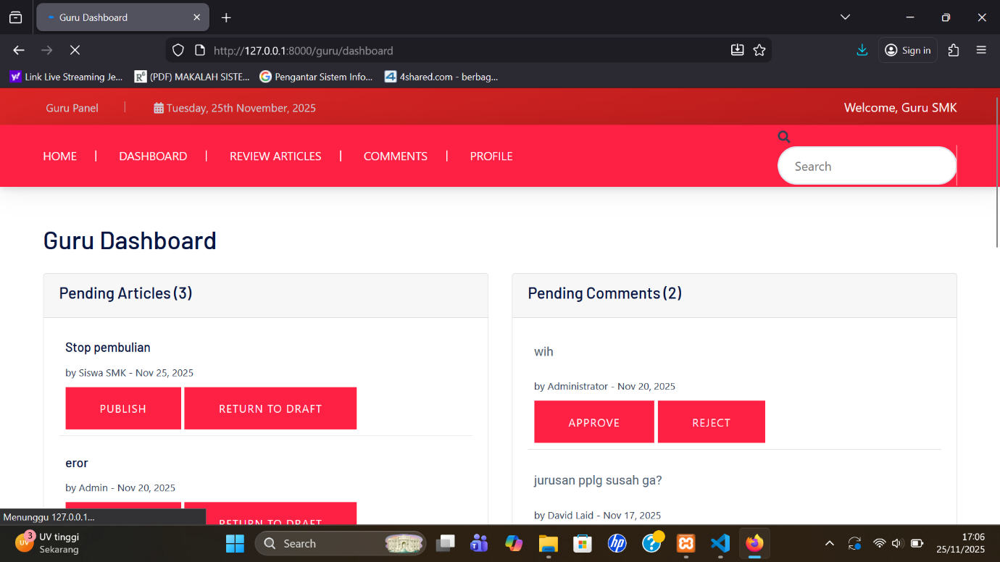 Guru Dashboard
http://127.0.0.1:8000/guru/dashboard
Sign in
Link Live Streaming Je...
(PDF) MAKALAH SISTE...
Pengantar Sistem Info...
4shared.com - berbag...
Guru Panel
Tuesday, 25th November, 2025
Welcome, Guru SMK
HOME
DASHBOARD
REVIEW ARTICLES
COMMENTS
PROFILE
Search
Guru Dashboard
Pending Articles (3)
Stop pembulian
by Siswa SMK - Nov 25, 2025
PUBLISH
RETURN TO DRAFT
eror
by Admin - Nov 20, 2025
RETURN TO DRAFT
Pending Comments (2)
wih
by Administrator - Nov 20, 2025
APPROVE
REJECT
jurusan pplg susah ga?
by David Laid - Nov 17, 2025
Menunggu 127.0.0.1...
3
UV
UV tinggi
Sekarang
Search
17:06
25/11/2025